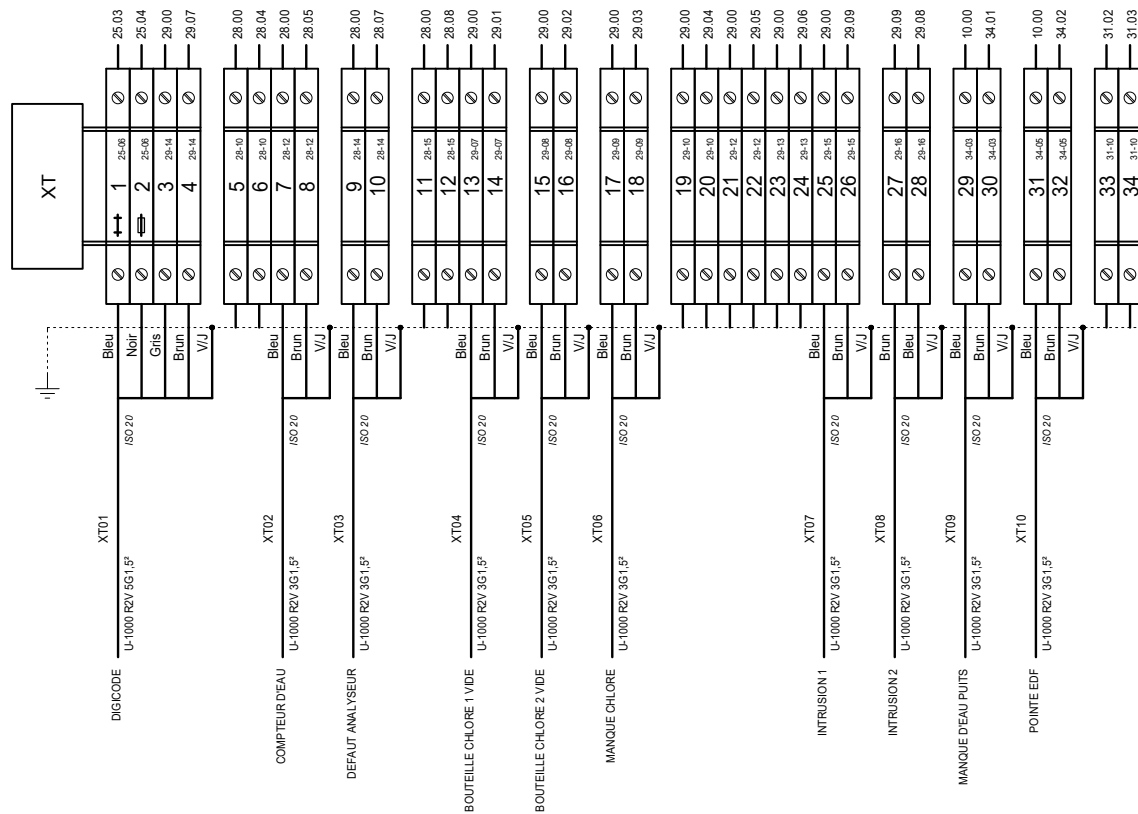 XT
25.03
25.04
29.00
29.07
28.00
28.04
28.00
28.05
28.00
28.07
28.00
28.08
29.00
29.01
29.00
29.02
29.00
29.03
29.00
29.04
29.00
29.05
29.00
29.06
29.00
29.09
29.09
29.08
10.00
34.01
10.00
34.02
31.02
31.03
1 25-06
2 25-06
3 29-14
4 29-14
5 28-10
6 28-10
7 28-12
8 28-12
9 28-14
10 28-14
11 28-15
12 28-15
13 29-07
14 29-07
15 29-08
16 29-08
17 29-09
18 29-09
19 29-10
20 29-10
21 29-12
22 29-12
23 29-13
24 29-13
25 29-15
26 29-15
27 29-16
28 29-16
29 34-03
30 34-03
31 34-05
32 34-05
33 31-10
34 31-10
Bleu
Noir
Gris
Brun
V/J
Bleu
Brun
V/J
Bleu
Brun
V/J
Bleu
Brun
V/J
Bleu
Brun
V/J
Bleu
Brun
V/J
Bleu
Brun
V/J
Brun
Bleu
V/J
Bleu
Brun
V/J
Bleu
Brun
V/J
ISO 20
ISO 20
ISO 20
ISO 20
ISO 20
ISO 20
ISO 20
ISO 20
ISO 20
ISO 20
XT01
XT02
XT03
XT04
XT05
XT06
XT07
XT08
XT09
XT10
U-1000 R2V 5G1,5²
U-1000 R2V 3G1,5²
U-1000 R2V 3G1,5²
U-1000 R2V 3G1,5²
U-1000 R2V 3G1,5²
U-1000 R2V 3G1,5²
U-1000 R2V 3G1,5²
U-1000 R2V 3G1,5²
U-1000 R2V 3G1,5²
U-1000 R2V 3G1,5²
DIGICODE
COMPTEUR D'EAU
DEFAUT ANALYSEUR
BOUTEILLE CHLORE 1 VIDE
BOUTEILLE CHLORE 2 VIDE
MANQUE CHLORE
INTRUSION 1
INTRUSION 2
MANQUE D'EAU PUITS
POINTE EDF